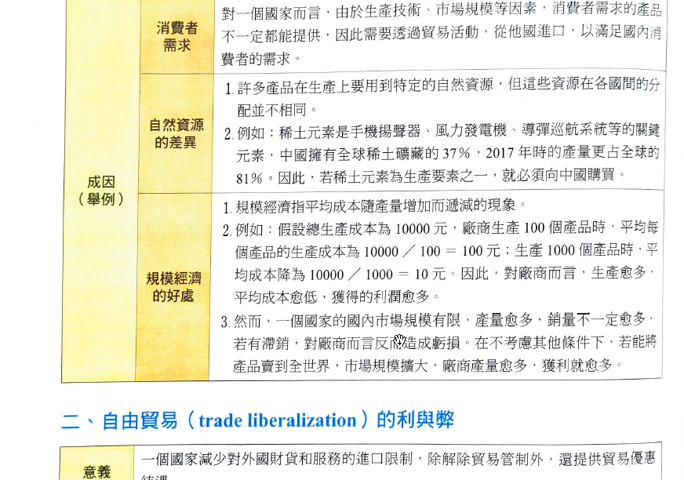 消費者
需求
對一個國家而言，由於生產技術、市場規模等因素，消費者需求的產品
不一定都能提供，因此需要透過貿易活動，從他國進口，以滿足國內消
費者的需求。
成因
（舉例）
自然資源
的差異
1. 許多產品在生產上要用到特定的自然資源，但這些資源在各國間的分
配並不相同。
2. 例如：稀土元素是手機揚聲器、風力發電機、導彈巡航系統等的關鍵
元素，中國擁有全球稀土礦藏的 37%，2017 年時的產量更占全球的
81%。因此，若稀土元素為生產要素之一，就必須向中國購買。
規模經濟
的好處
1. 規模經濟指平均成本隨產量增加而遞減的現象。
2. 例如：假設總生產成本為 10000 元，廠商生產 100 個產品時，平均每
個產品的生產成本為 10000 ／ 100 ＝ 100 元；生產 1000 個產品時，平
均成本降為 10000 ／ 1000 ＝ 10 元。因此，對廠商而言，生產愈多，
平均成本愈低，獲得的利潤愈多。
3. 然而，一個國家的國內市場規模有限，產量愈多，銷量不一定愈多，
若有滯銷，對廠商而言反而造成虧損。在不考慮其他條件下，若能將
產品賣到全世界，市場規模擴大，廠商產量愈多，獲利就愈多。
二、自由貿易（trade liberalization）的利與弊
意義
一個國家減少對外國財貨和服務的進口限制，除解除貿易管制外，還提供貿易優惠